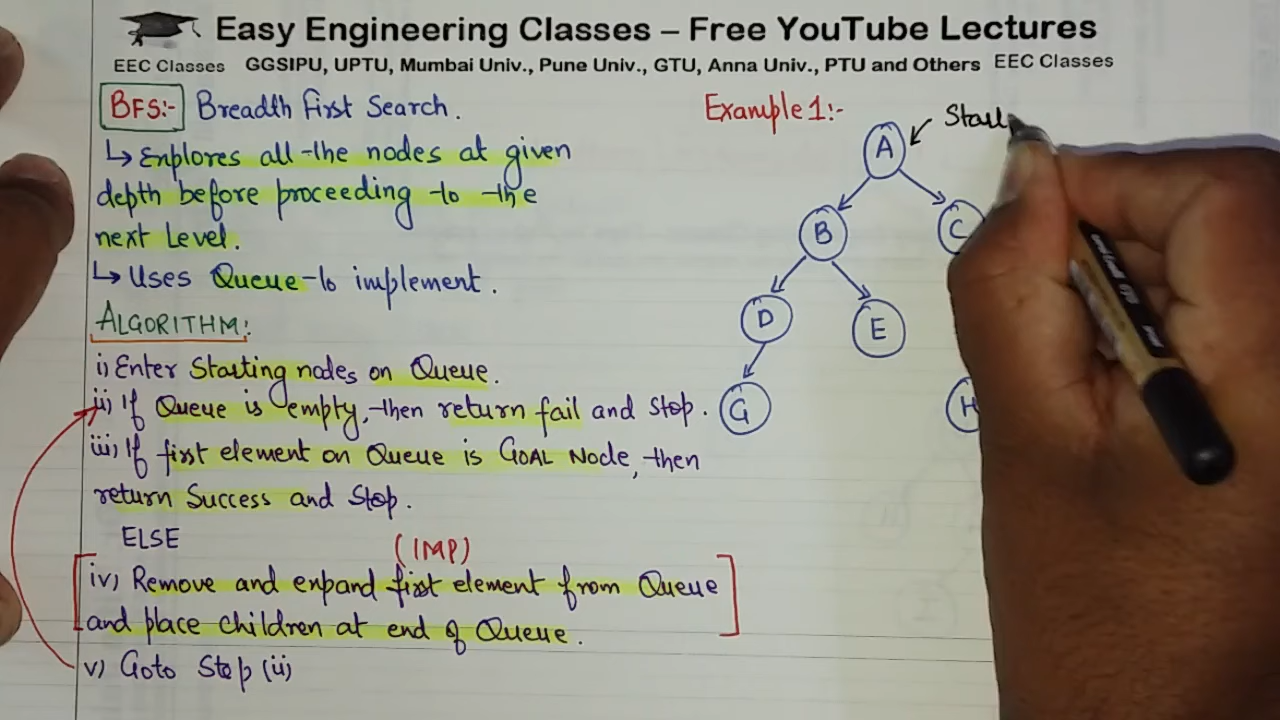 Easy Engineering Classes – Free YouTube Lectures
EEC Classes GGSIPU, UPTU, Mumbai Univ., Pune Univ., GTU, Anna Univ., PTU and Others EEC Classes
BFS:- Breadth First Search.
↳ Explores all the nodes at given
depth before proceeding to the
next Level.
↳ Uses Queue to implement.
ALGORITHM:
i) Enter Starting nodes on Queue.
ii) If Queue is empty, then return fail and Stop.
iii) If first element on Queue is GOAL Node, then
return Success and Stop.
ELSE
(IMP)
iv) Remove and expand first element from Queue
and place children at end of Queue.
v) Goto Step (ii)
Example 1:-
Start
A
B
C
D
E
G
H